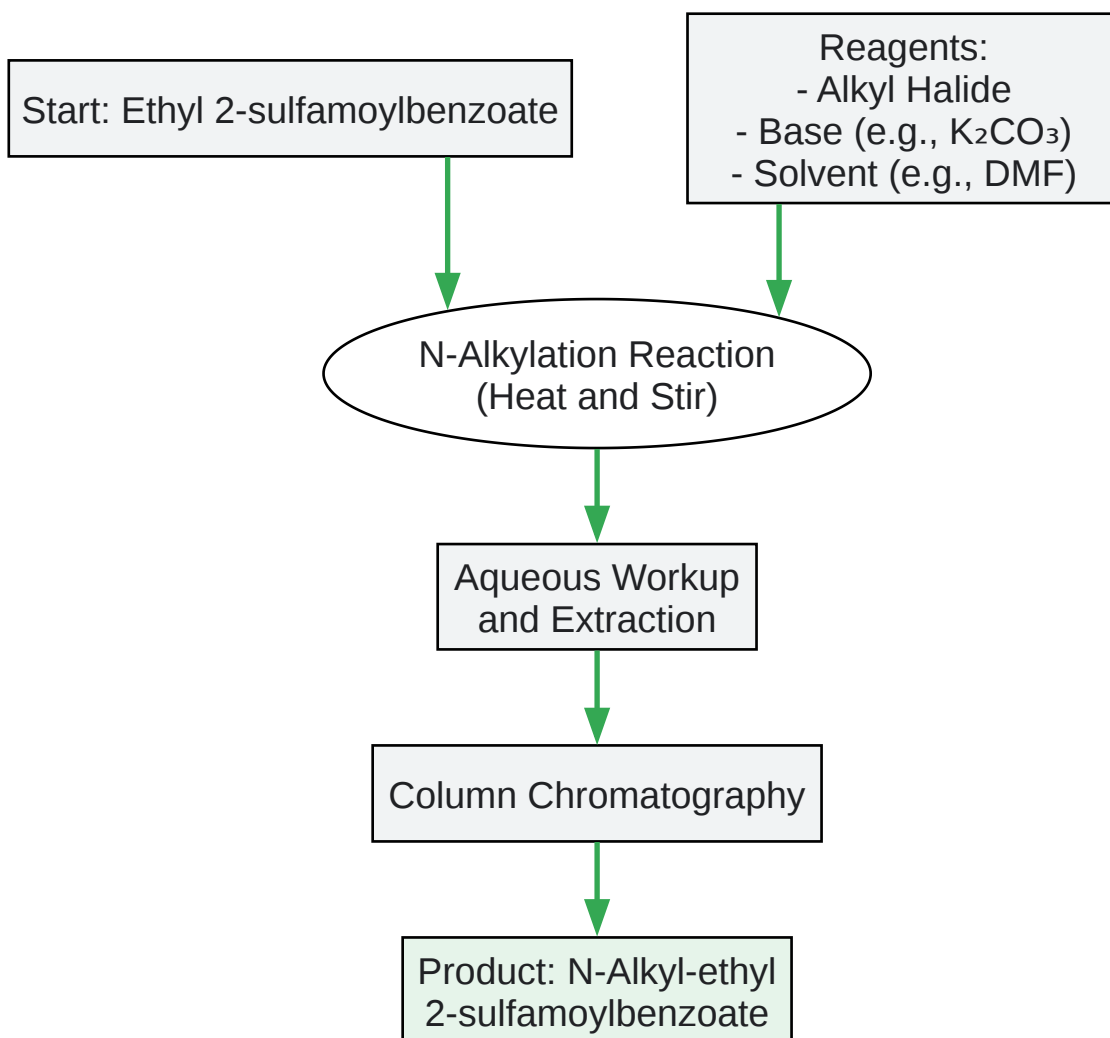 Start: Ethyl 2-sulfamoylbenzoate
Reagents:
- Alkyl Halide
- Base (e.g., K₂CO₃)
- Solvent (e.g., DMF)
N-Alkylation Reaction
(Heat and Stir)
Aqueous Workup
and Extraction
Column Chromatography
Product: N-Alkyl-ethyl
2-sulfamoylbenzoate